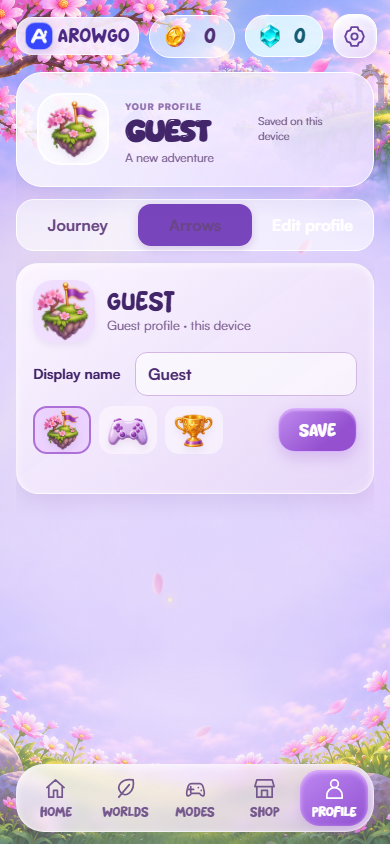 AROWGO
0
0
YOUR PROFILE
GUEST
A new adventure
Saved on this
device
Journey
Arrows
Edit profile
GUEST
Guest profile • this device
Display name
Guest
SAVE
HOME
WORLDS
MODES
SHOP
PROFILE